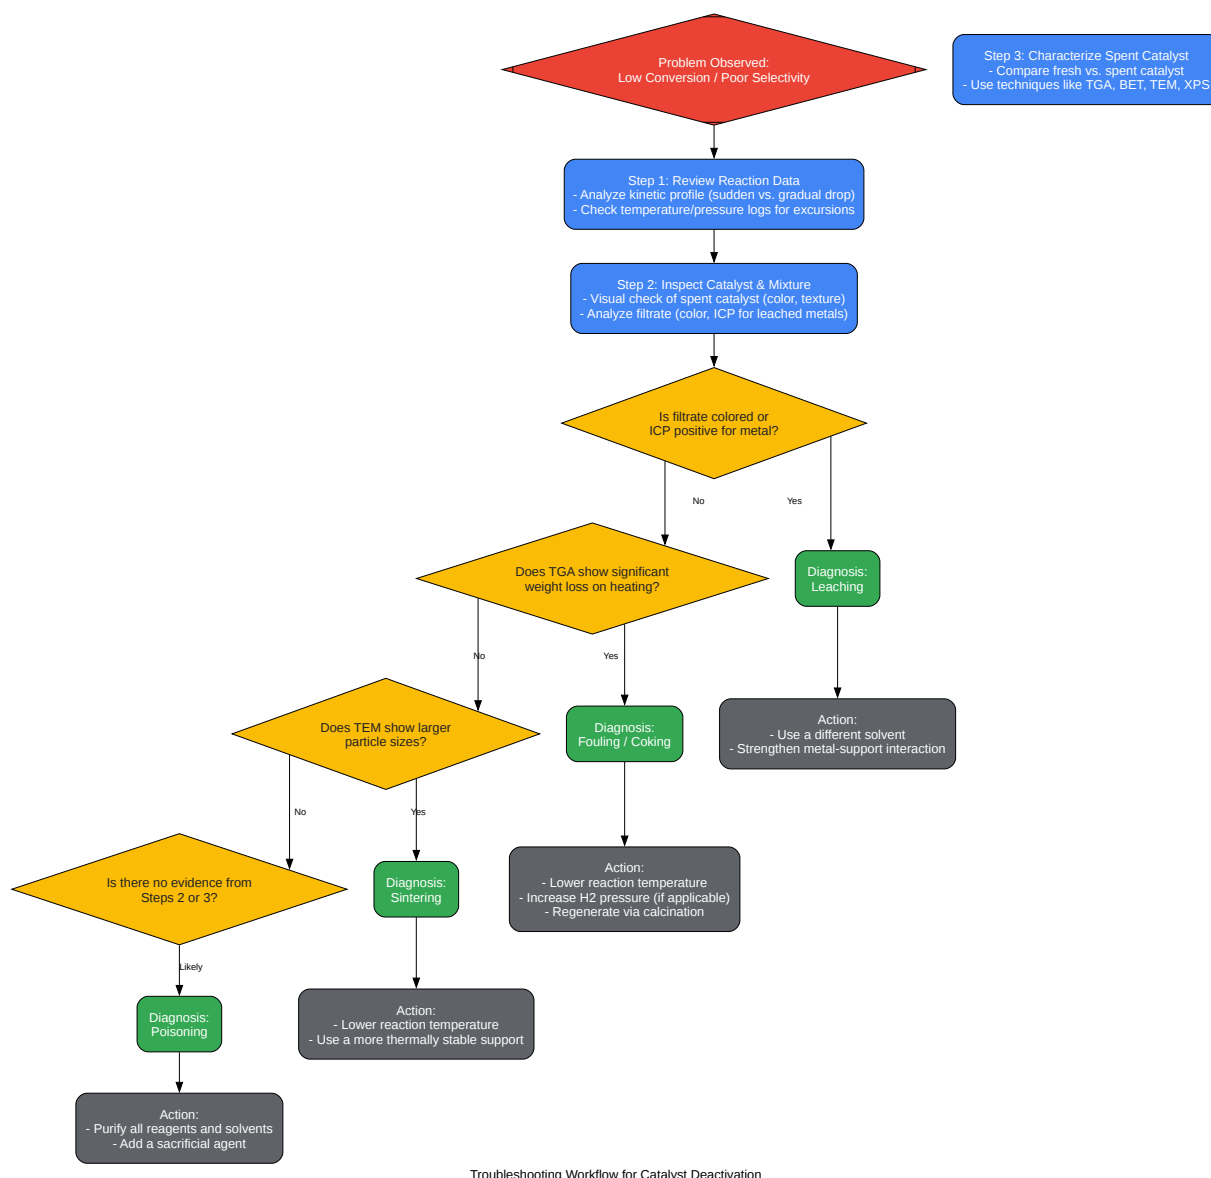 Problem Observed:
Low Conversion / Poor Selectivity
Step 3: Characterize Spent Catalyst
- Compare fresh vs. spent catalyst
- Use techniques like TGA, BET, TEM, XPS
Step 1: Review Reaction Data
- Analyze kinetic profile (sudden vs. gradual drop)
- Check temperature/pressure logs for excursions
Step 2: Inspect Catalyst & Mixture
- Visual check of spent catalyst (color, texture)
- Analyze filtrate (color, ICP for leached metals)
Is filtrate colored or
ICP positive for metal?
No
Yes
Does TGA show significant
weight loss on heating?
Diagnosis:
Leaching
No
Yes
Does TEM show larger
particle sizes?
Diagnosis:
Fouling / Coking
Action:
- Use a different solvent
- Strengthen metal-support interaction
No
Yes
Is there no evidence from
Steps 2 or 3?
Diagnosis:
Sintering
Action:
- Lower reaction temperature
- Increase H2 pressure (if applicable)
- Regenerate via calcination
Likely
Diagnosis:
Poisoning
Action:
- Lower reaction temperature
- Use a more thermally stable support
Action:
- Purify all reagents and solvents
- Add a sacrificial agent
Troubleshooting Workflow for Catalyst Deactivation